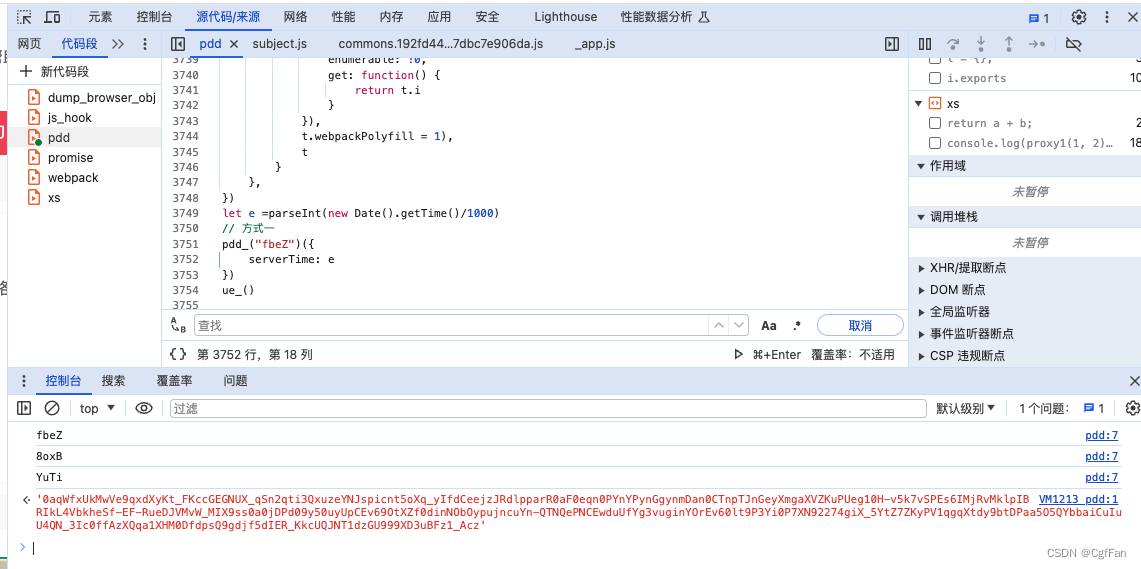 元素 控制台 源代码/来源 网络 性能 内存 应用 安全 Lighthouse 性能数据分析 1
网页 代码段 pdd subject.js commons.192fd44...7dbc7e906da.js _app.js
新代码段
dump_browser_obj
js_hook
pdd
promise
webpack
xs
3739 enumerable: !0,
3740 get: function() {
3741 return t.i
3742 }
3743 }),
3744 t.webpackPolyfill = 1),
3745 t
3746 }
3747 },
3748 })
3749 let e =parseInt(new Date().getTime()/1000)
3750 // 方式一
3751 pdd_("fbeZ")({
3752 serverTime: e
3753 })
3754 ue_()
3755
查找 Aa .* 取消
{} 第 3752 行，第 18 列 ⌘+Enter 覆盖率：不适用
t = {};
i.exports 10
xs
return a + b; 2
console.log(proxy1(1, 2)… 18
作用域
未暂停
调用堆栈
未暂停
XHR/提取断点
DOM 断点
全局监听器
事件监听器断点
CSP 违规断点
控制台 搜索 覆盖率 问题
top 过滤 默认级别 1 个问题： 1
fbeZ pdd:7
8oxB pdd:7
YuTi pdd:7
'0aqWfxUkMwVe9qxdXyKt_FKccGEGNUX_qSn2qti3QxuzeYNJspicnt5oXq_yIfdCeejzJRdlpparR0aF0eqn0PYnYPynGgynmDan0CTnpTJnGeyXmgaXVZKuPUeg10H-v5k7vSPEs6IMjRvMklpIB VM1213 pdd:1
RIkL4VbkheSf-EF-RueDJVMvW_MIX9ss0a0jDPd09y50uyUpCEv69OtXZf0dinNObOypujncuYn-QTNQePNCEwduUfYg3vuginYOrEv60lt9P3Yi0P7XN92274giX_5YtZ7ZKyPV1qgqXtdy9btDPaa5O5QYbbaiCuIu
U4QN_3Ic0ffAzXQqa1XHM0DfdpsQ9gdjf5dIER_KkcUQJNT1dzGU999XD3uBFz1_Acz'
CSDN @CgfFan